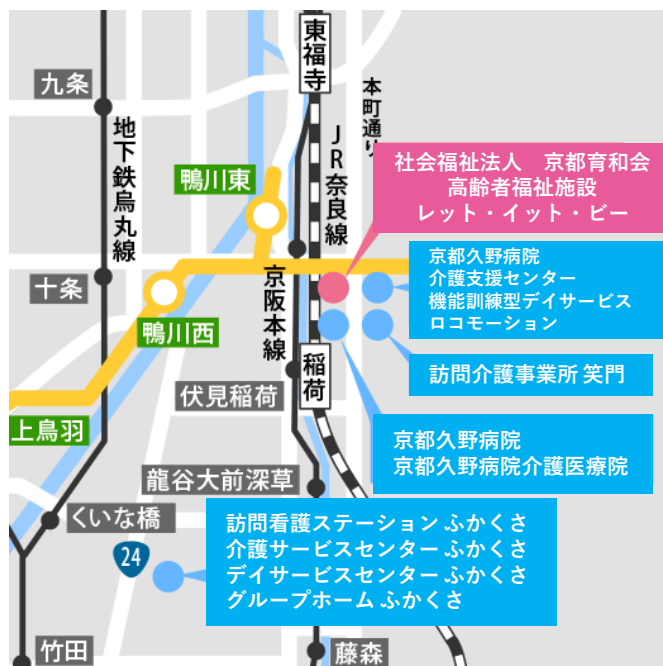 東福寺
九条
本町通り
地下鉄烏丸線
JR奈良線
鴨川東
社会福祉法人　京都育和会
高齢者福祉施設
レット・イット・ビー
京都久野病院
介護支援センター
機能訓練型デイサービス
ロコモーション
十条
京阪本線
鴨川西
稲荷
訪問介護事業所 笑門
伏見稲荷
上鳥羽
京都久野病院
京都久野病院介護医療院
龍谷大前深草
くいな橋
訪問看護ステーション ふかくさ
介護サービスセンター ふかくさ
デイサービスセンター ふかくさ
グループホーム ふかくさ
24
竹田
藤森